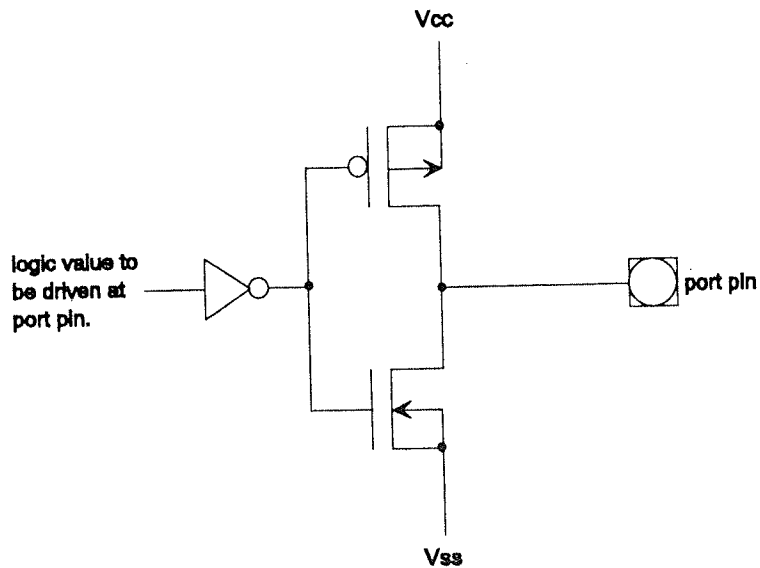 Vcc
logic value to
be driven at
port pin.
port pin
Vss